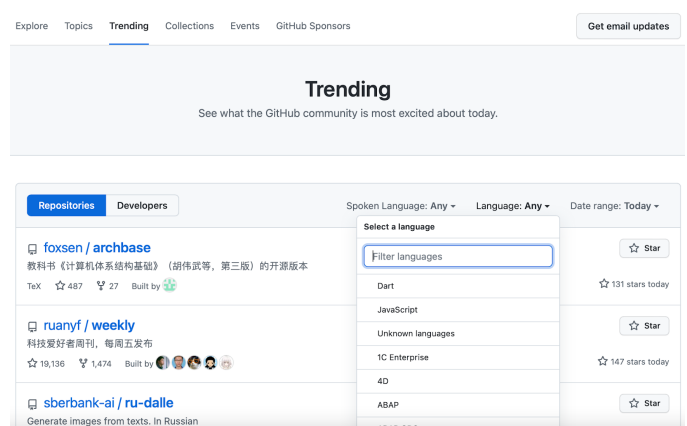 Explore Topics Trending Collections Events GitHub Sponsors Get email updates
Trending
See what the GitHub community is most excited about today.
Repositories Developers Spoken Language: Any Language: Any Date range: Today
Select a language
foxsen / archbase Star
Filter languages
教科书《计算机体系结构基础》（胡伟武等，第三版）的开源版本
TeX 487 27 Built by 131 stars today
Dart
JavaScript
ruanyf / weekly Star
Unknown languages
科技爱好者周刊，每周五发布
1C Enterprise
19,136 1,474 Built by 147 stars today
4D
sberbank-ai / ru-dalle Star
ABAP
Generate images from texts. In Russian